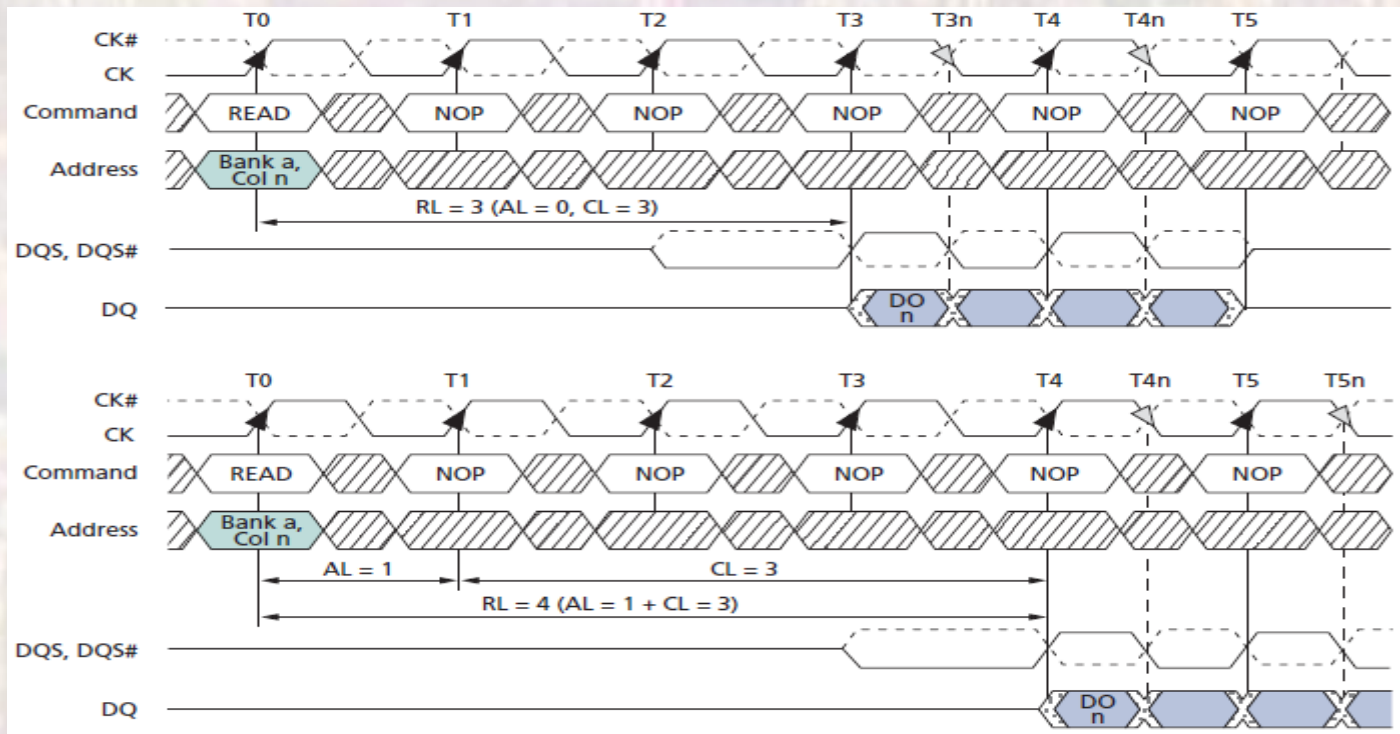 T0 T1 T2 T3 T3n T4 T4n T5
CK#
CK
Command READ NOP NOP NOP NOP NOP
Address Bank a,
Col n
RL = 3 (AL = 0, CL = 3)
DQS, DQS#
DQ DO
n
T0 T1 T2 T3 T4 T4n T5 T5n
CK#
CK
Command READ NOP NOP NOP NOP NOP
Address Bank a,
Col n
AL = 1 CL = 3
RL = 4 (AL = 1 + CL = 3)
DQS, DQS#
DQ DO
n